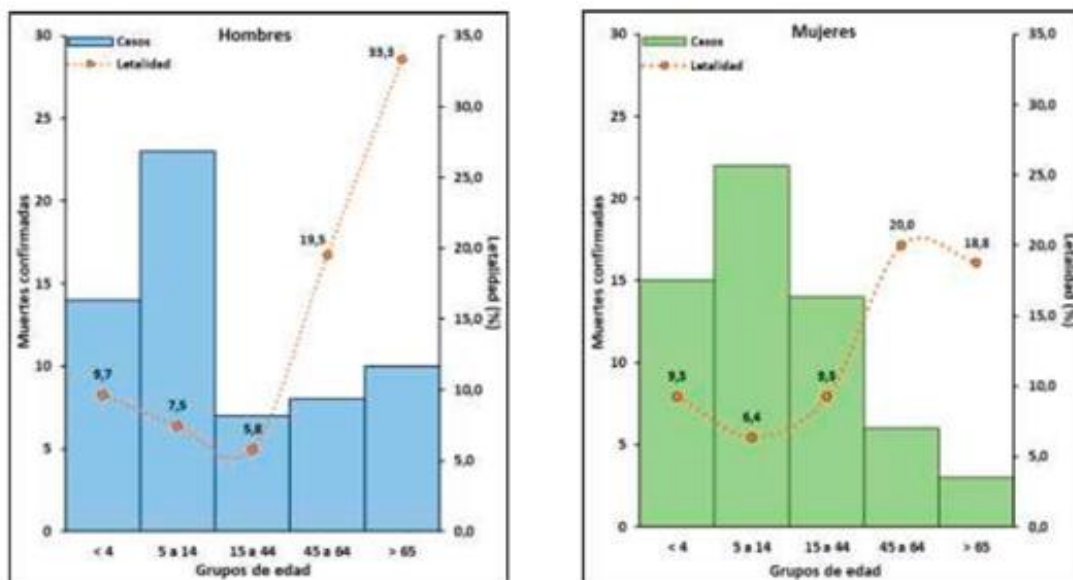 Hombres
Casos
Letalidad
Muertes confirmadas
30
25
20
15
10
5
0
35,0
30,0
25,0
20,0
15,0
10,0
5,0
0,0
Letalidad (%)
9,7
7,5
5,8
19,5
33,3
< 4
5 a 14
15 a 44
45 a 64
> 65
Grupos de edad
Mujeres
Casos
Letalidad
Muertes confirmadas
30
25
20
15
10
5
0
35,0
30,0
25,0
20,0
15,0
10,0
5,0
0,0
Letalidad (%)
9,3
6,4
9,3
20,0
18,8
< 4
5 a 14
15 a 44
45 a 64
> 65
Grupos de edad